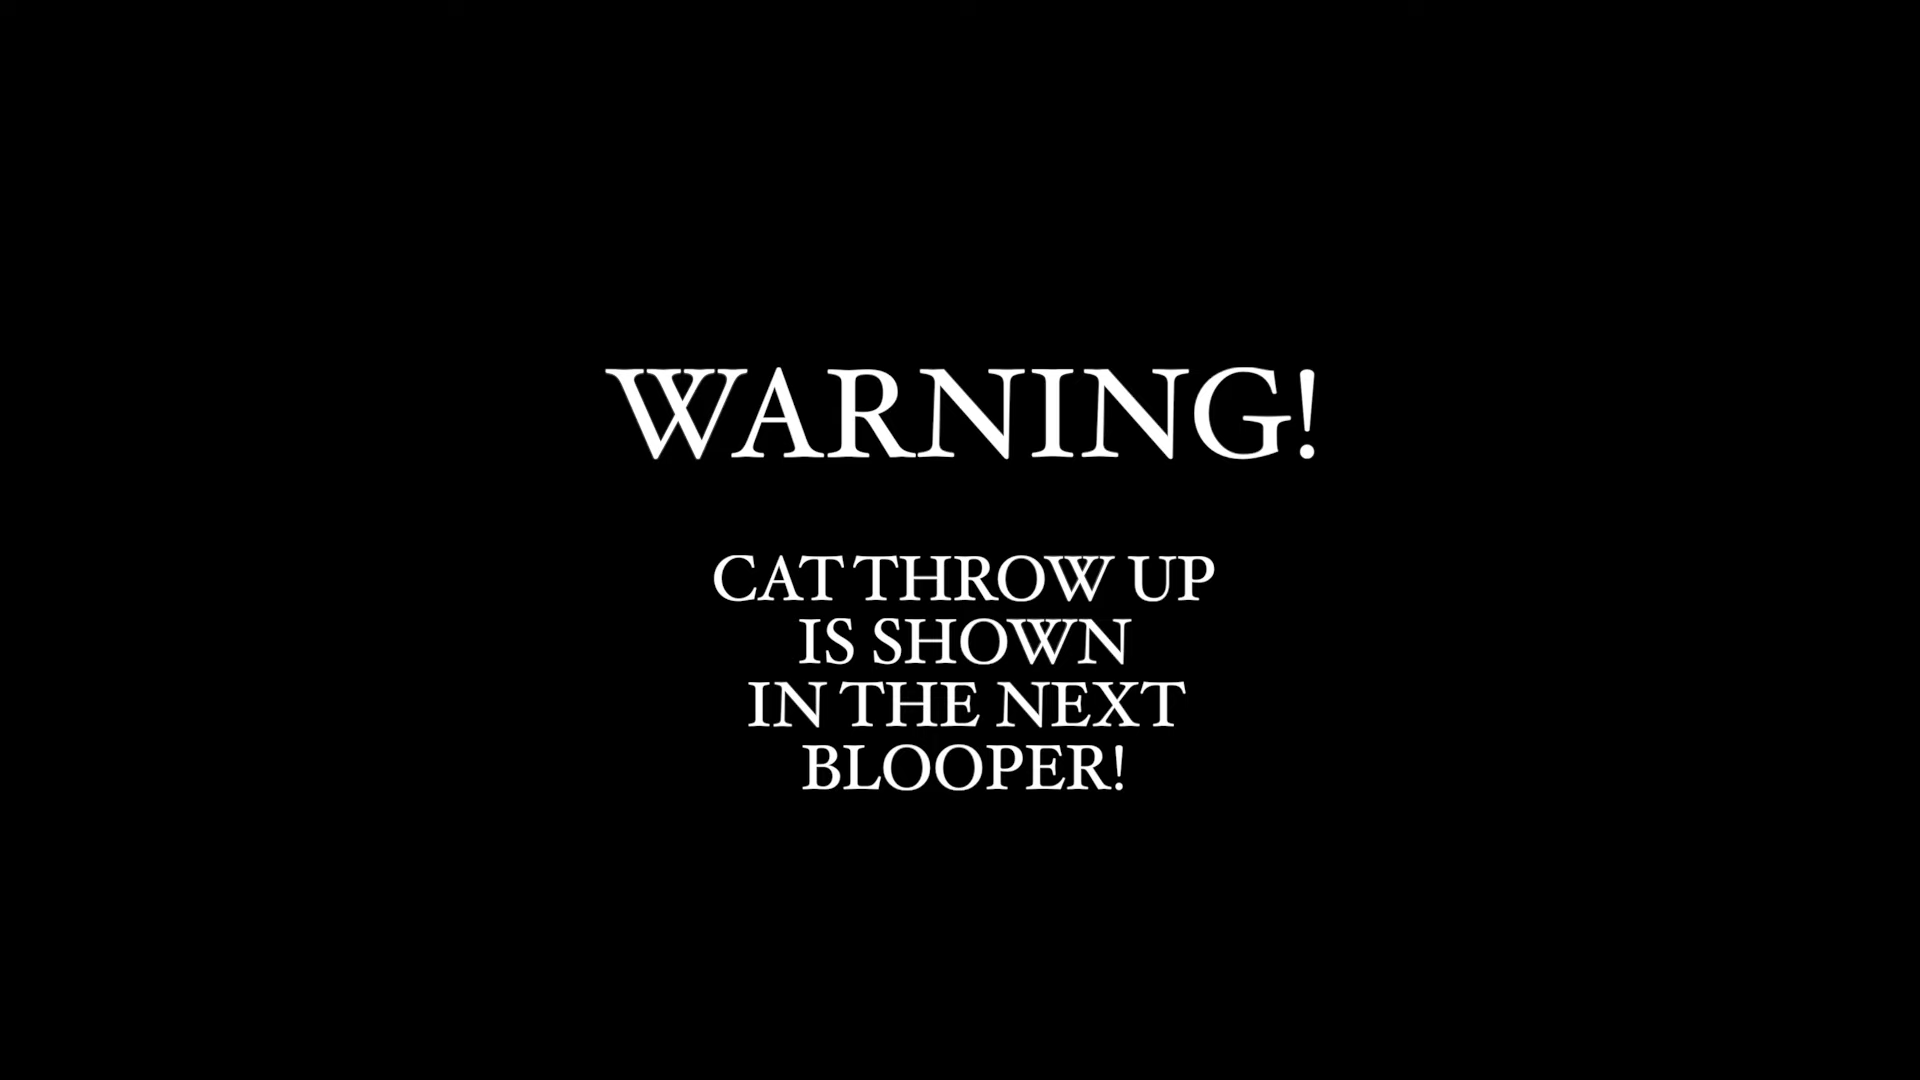 WARNING!
CAT THROW UP
IS SHOWN
IN THE NEXT
BLOOPER!